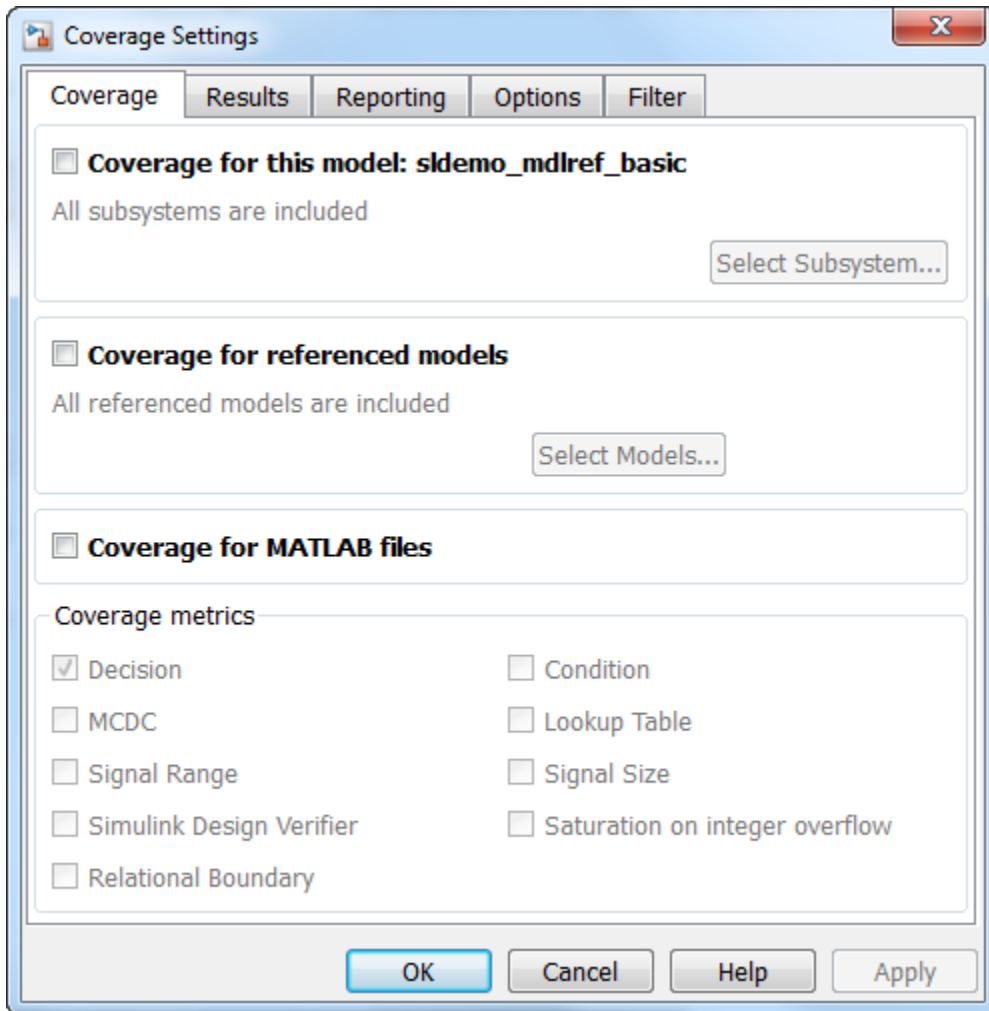 Coverage Settings
Coverage Results Reporting Options Filter
Coverage for this model: sldemo_mdlref_basic
All subsystems are included
Select Subsystem...
Coverage for referenced models
All referenced models are included
Select Models...
Coverage for MATLAB files
Coverage metrics
Decision Condition
MCDC Lookup Table
Signal Range Signal Size
Simulink Design Verifier Saturation on integer overflow
Relational Boundary
OK Cancel Help Apply